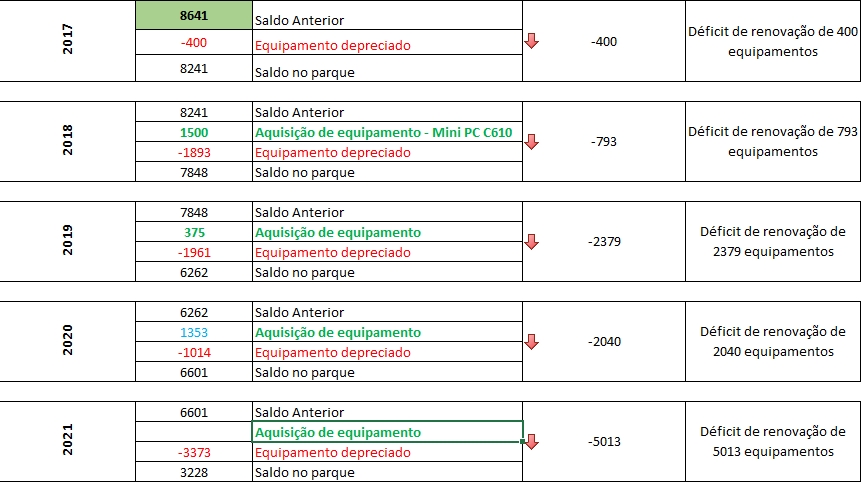 2017
8641 Saldo Anterior
-400 Equipamento depreciado
8241 Saldo no parque
-400
Déficit de renovação de 400
equipamentos
2018
8241 Saldo Anterior
1500 Aquisição de equipamento - Mini PC C610
-1893 Equipamento depreciado
7848 Saldo no parque
-793
Déficit de renovação de 793
equipamentos
2019
7848 Saldo Anterior
375 Aquisição de equipamento
-1961 Equipamento depreciado
6262 Saldo no parque
-2379
Déficit de renovação de
2379 equipamentos
2020
6262 Saldo Anterior
1353 Aquisição de equipamento
-1014 Equipamento depreciado
6601 Saldo no parque
-2040
Déficit de renovação de
2040 equipamentos
2021
6601 Saldo Anterior
Aquisição de equipamento
-3373 Equipamento depreciado
3228 Saldo no parque
-5013
Déficit de renovação de
5013 equipamentos